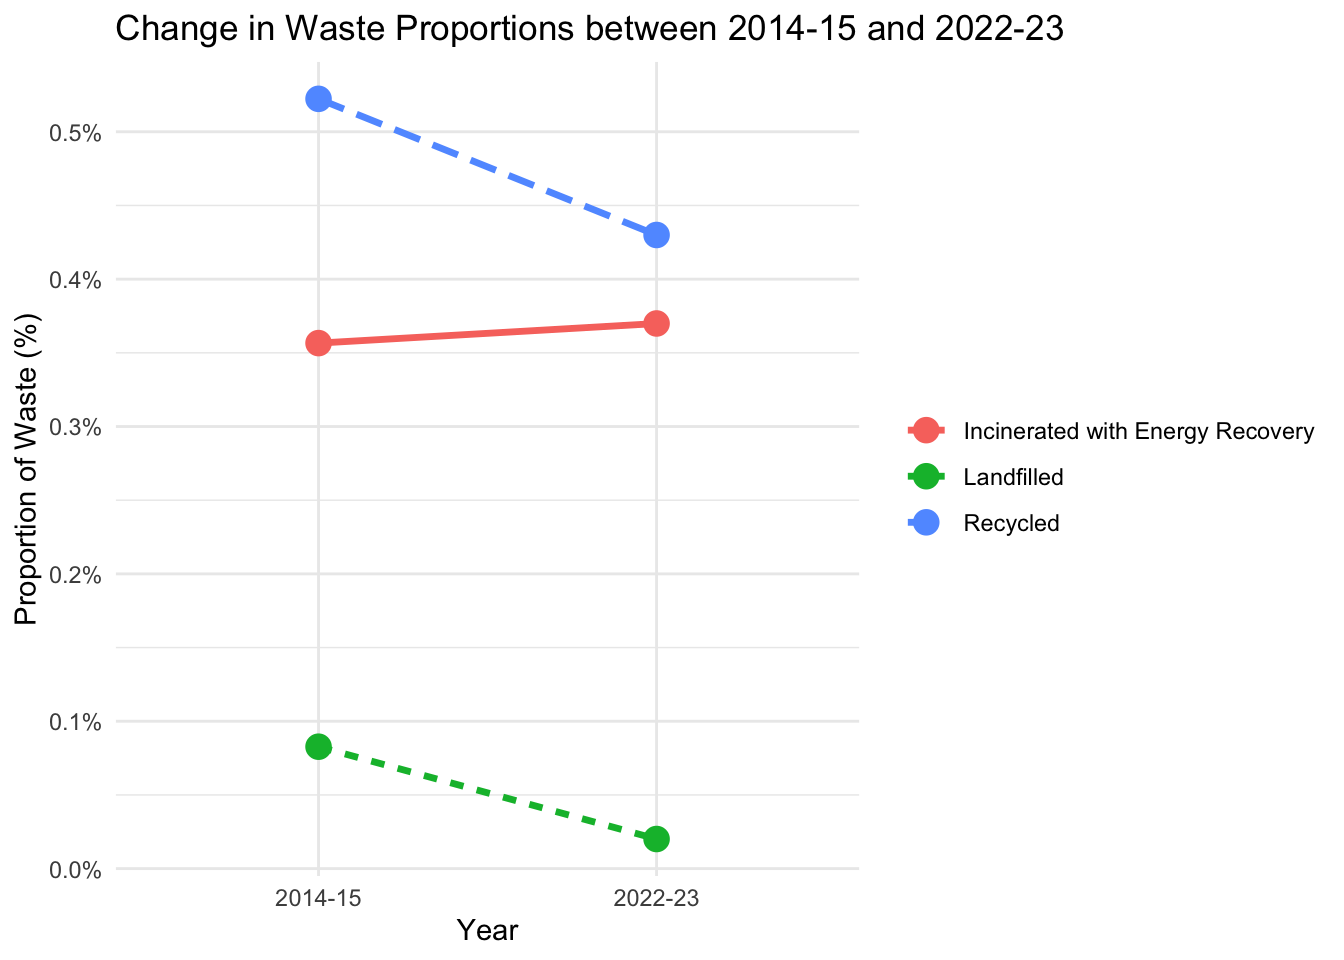 Change in Waste Proportions between 2014-15 and 2022-23
Proportion of Waste (%)
0.5%
0.4%
0.3%
0.2%
0.1%
0.0%
2014-15
2022-23
Year
Incinerated with Energy Recovery
Landfilled
Recycled